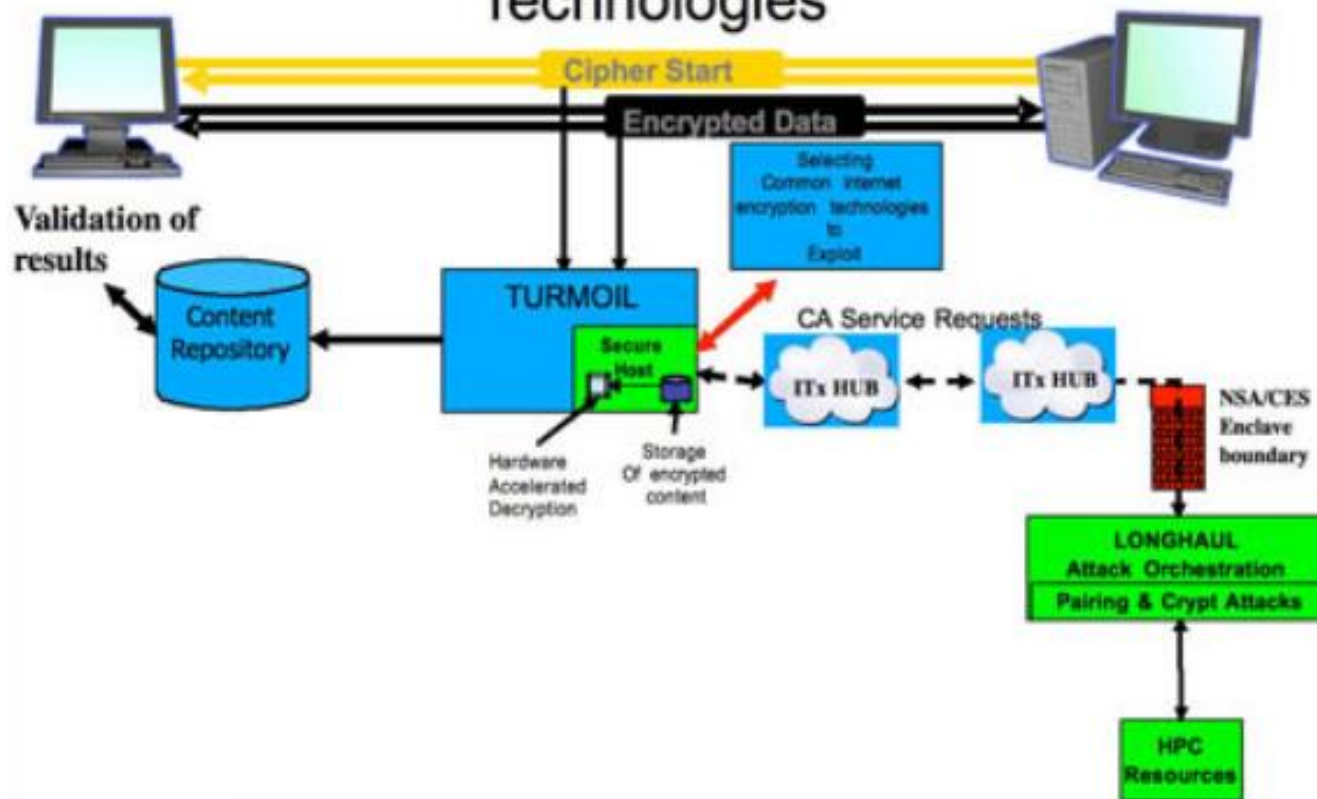 Technologies
Cipher Start
Encrypted Data
Selecting
Common internet
encryption technologies
to
Exploit
Validation of
results
Content
Repository
TURMOIL
Secure
Host
CA Service Requests
ITx HUB
ITx HUB
NSA/CES
Enclave
boundary
Hardware
Accelerated
Decryption
Storage
Of encrypted
content
LONGHAUL
Attack Orchestration
Pairing & Crypt Attacks
HPC
Resources